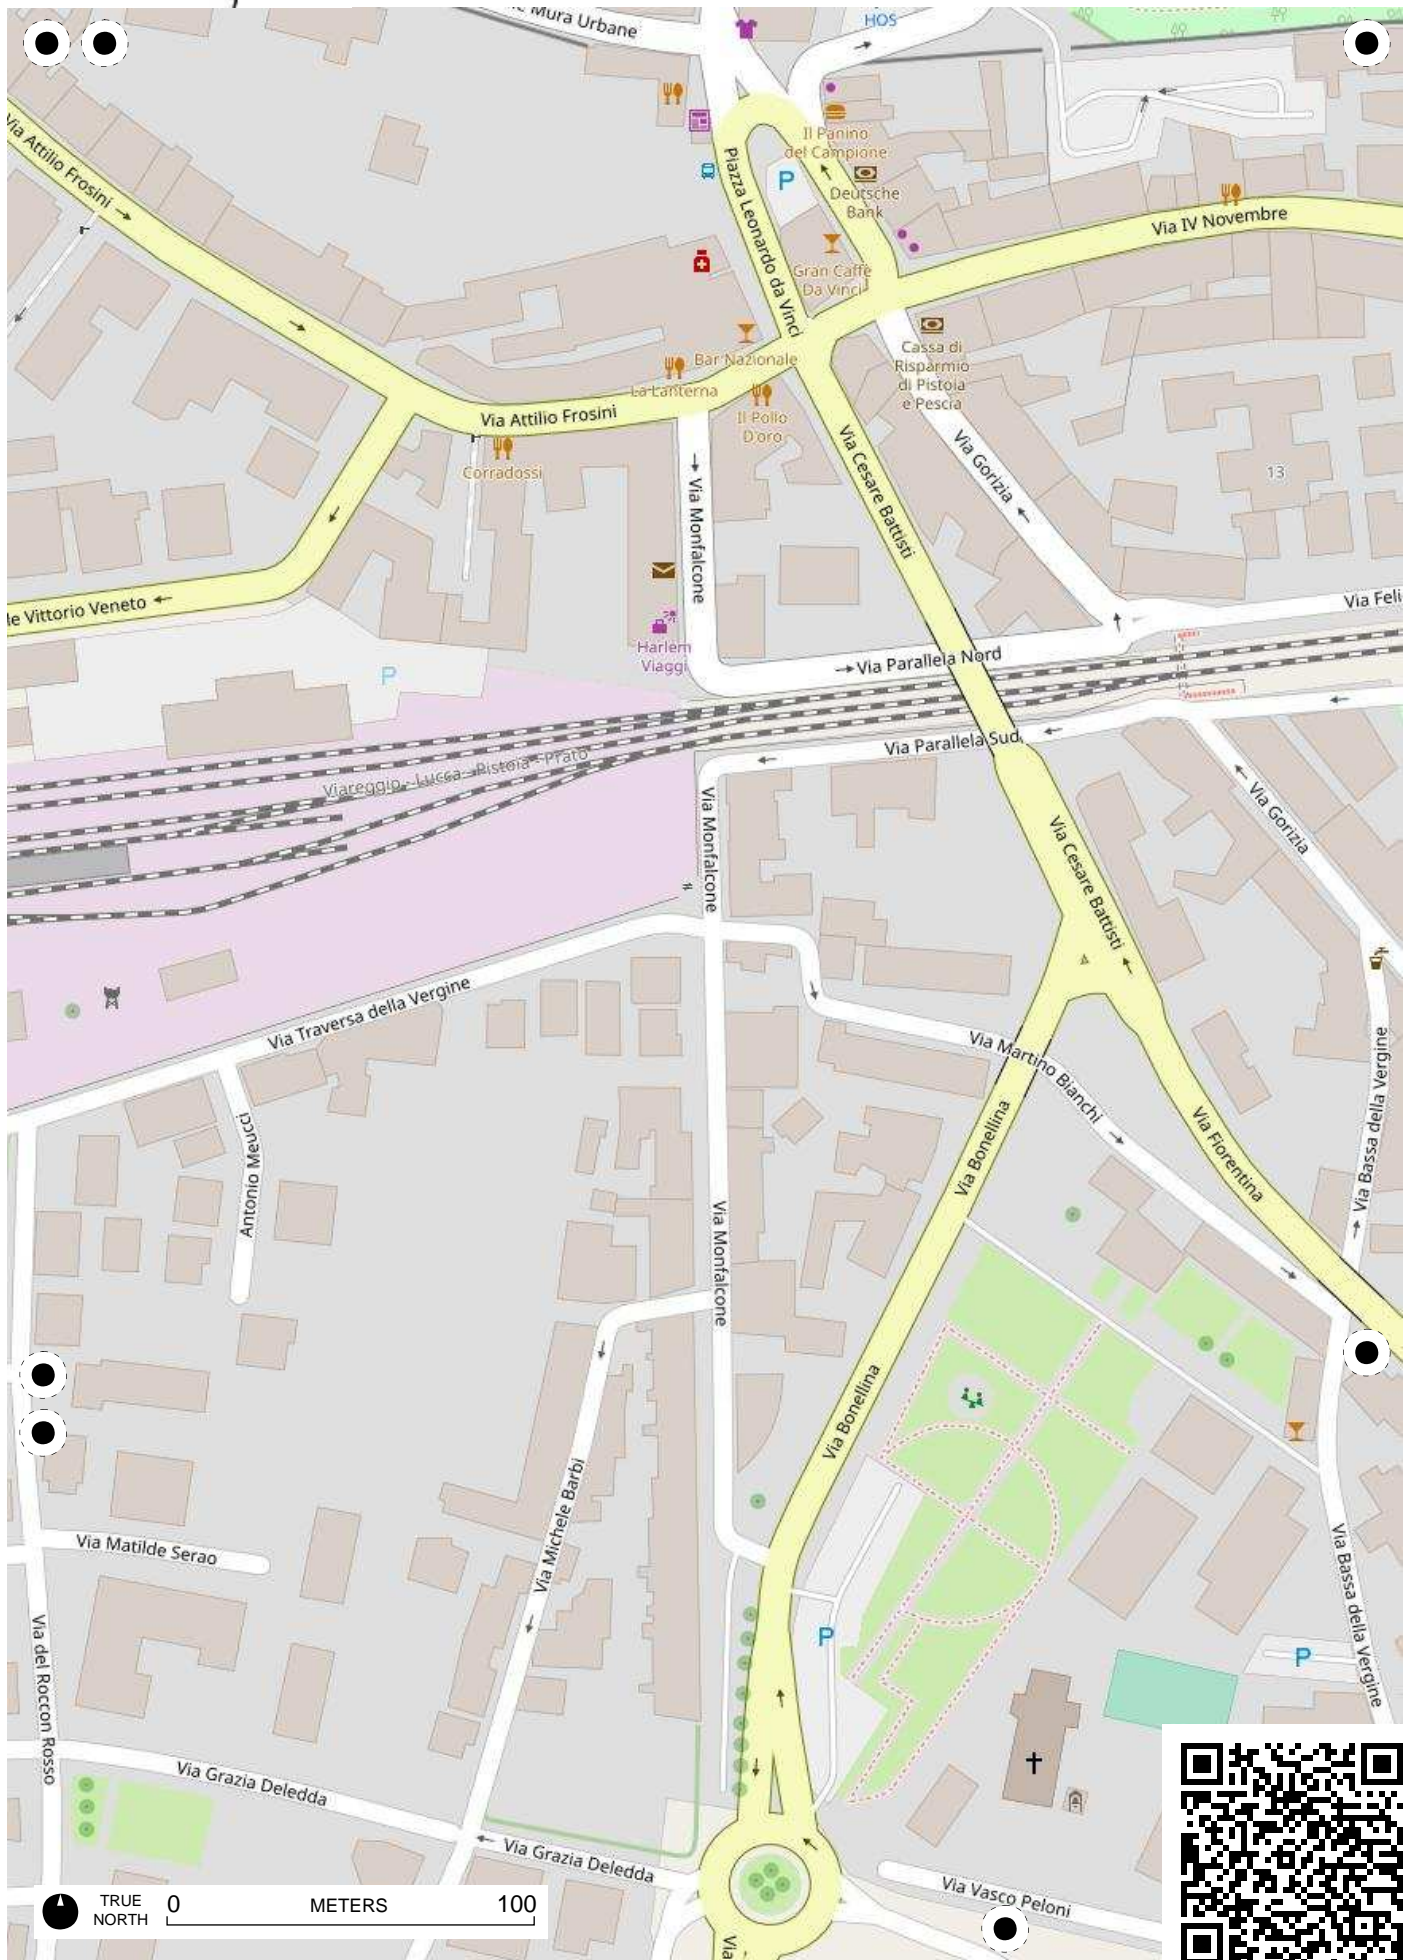 Mura Urbane
HOS
Via Attilio Frosini
Piazza Leonardo da Vinci
Il Panino
del Campione
P
Deutsche
Bank
Via IV Novembre
Gran Caffè
Da Vinci
Bar Nazionale
La Lanterna
Cassa di
Risparmio
di Pistoia
e Pescia
Via Attilio Frosini
Il Pollo
D'oro
Corradossi
Via Cesare Battisti
Via Gorizia
13
Via Monfalcone
le Vittorio Veneto
Via Feli
Harlem
Viaggi
Via Parallela Nord
P
Via Parallela Sud
Viareggio - Lucca - Pistoia - Prato
Via Monfalcone
Via Gorizia
Via Cesare Battisti
Via Traversa della Vergine
Via Martino Bianchi
Via Bassa della Vergine
Antonio Meucci
Via Bonellina
Via Fiorentina
Via Monfalcone
Via Bonellina
Via Michele Barbi
Via Matilde Serao
Via Bassa della Vergine
Via del Roccon Rosso
P
P
Via Grazia Deledda
Via Grazia Deledda
Via Vasco Peloni
TRUE
NORTH
0 METERS 100
Via